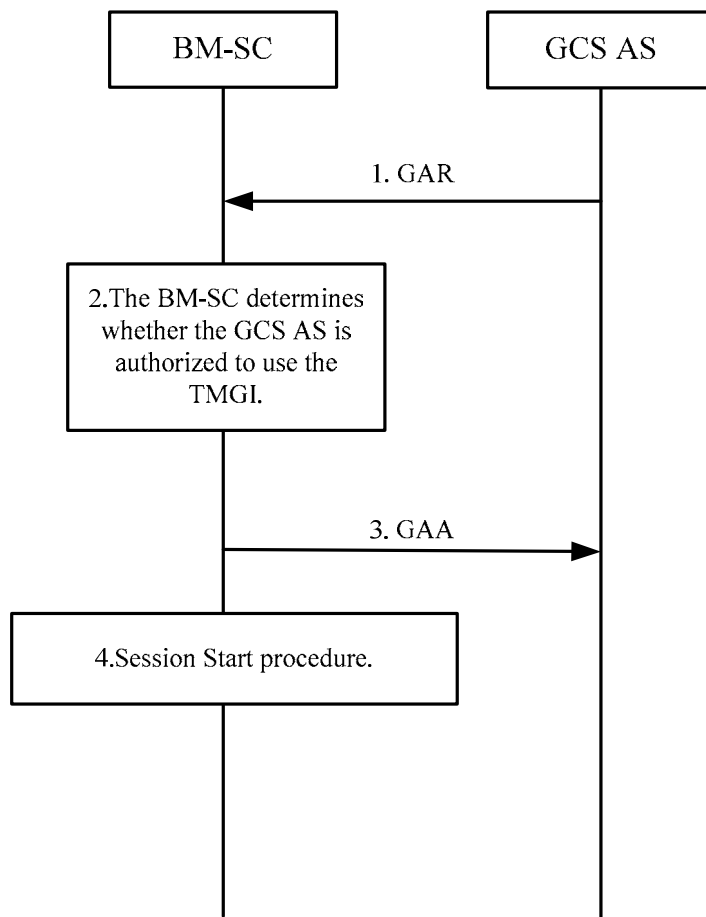 BM-SC
GCS AS
1. GAR
2.The BM-SC determines
whether the GCS AS is
authorized to use the
TMGI.
3. GAA
4.Session Start procedure.